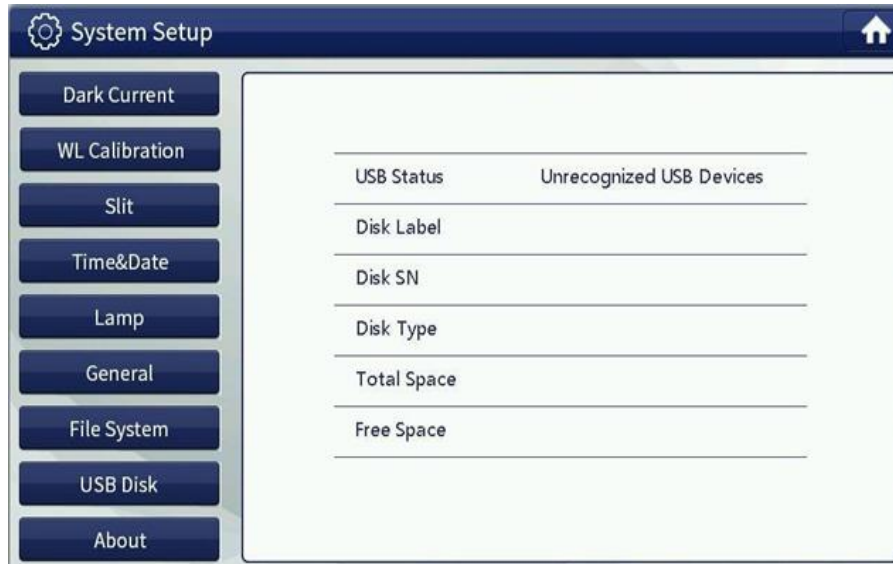 System Setup
Dark Current
WL Calibration
Slit
Time&Date
Lamp
General
File System
USB Disk
About
USB Status Unrecognized USB Devices
Disk Label
Disk SN
Disk Type
Total Space
Free Space